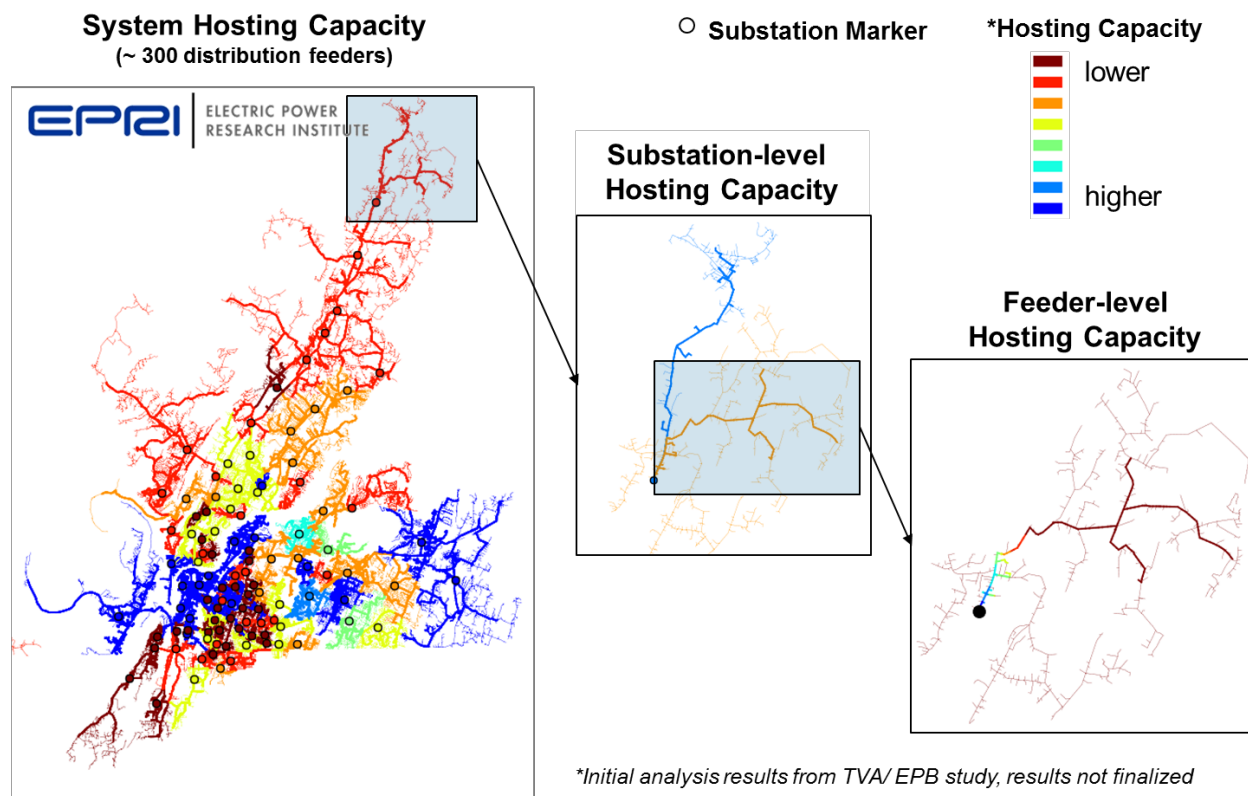 System Hosting Capacity
(~ 300 distribution feeders)
Substation Marker
*Hosting Capacity
lower
higher
EPRI
ELECTRIC POWER
RESEARCH INSTITUTE
Substation-level
Hosting Capacity
Feeder-level
Hosting Capacity
*Initial analysis results from TVA/ EPB study, results not finalized